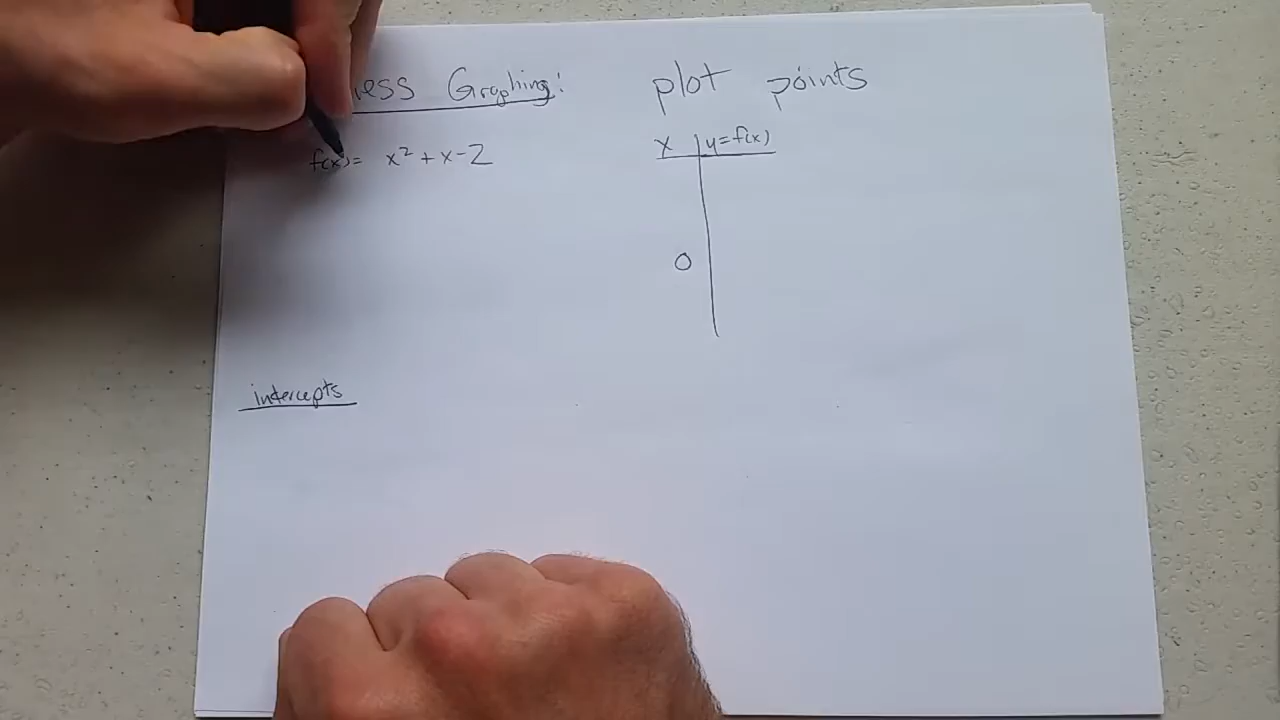 Graphing:
plot points
f(x)= x²+x-2
x y=f(x)
0
intercepts